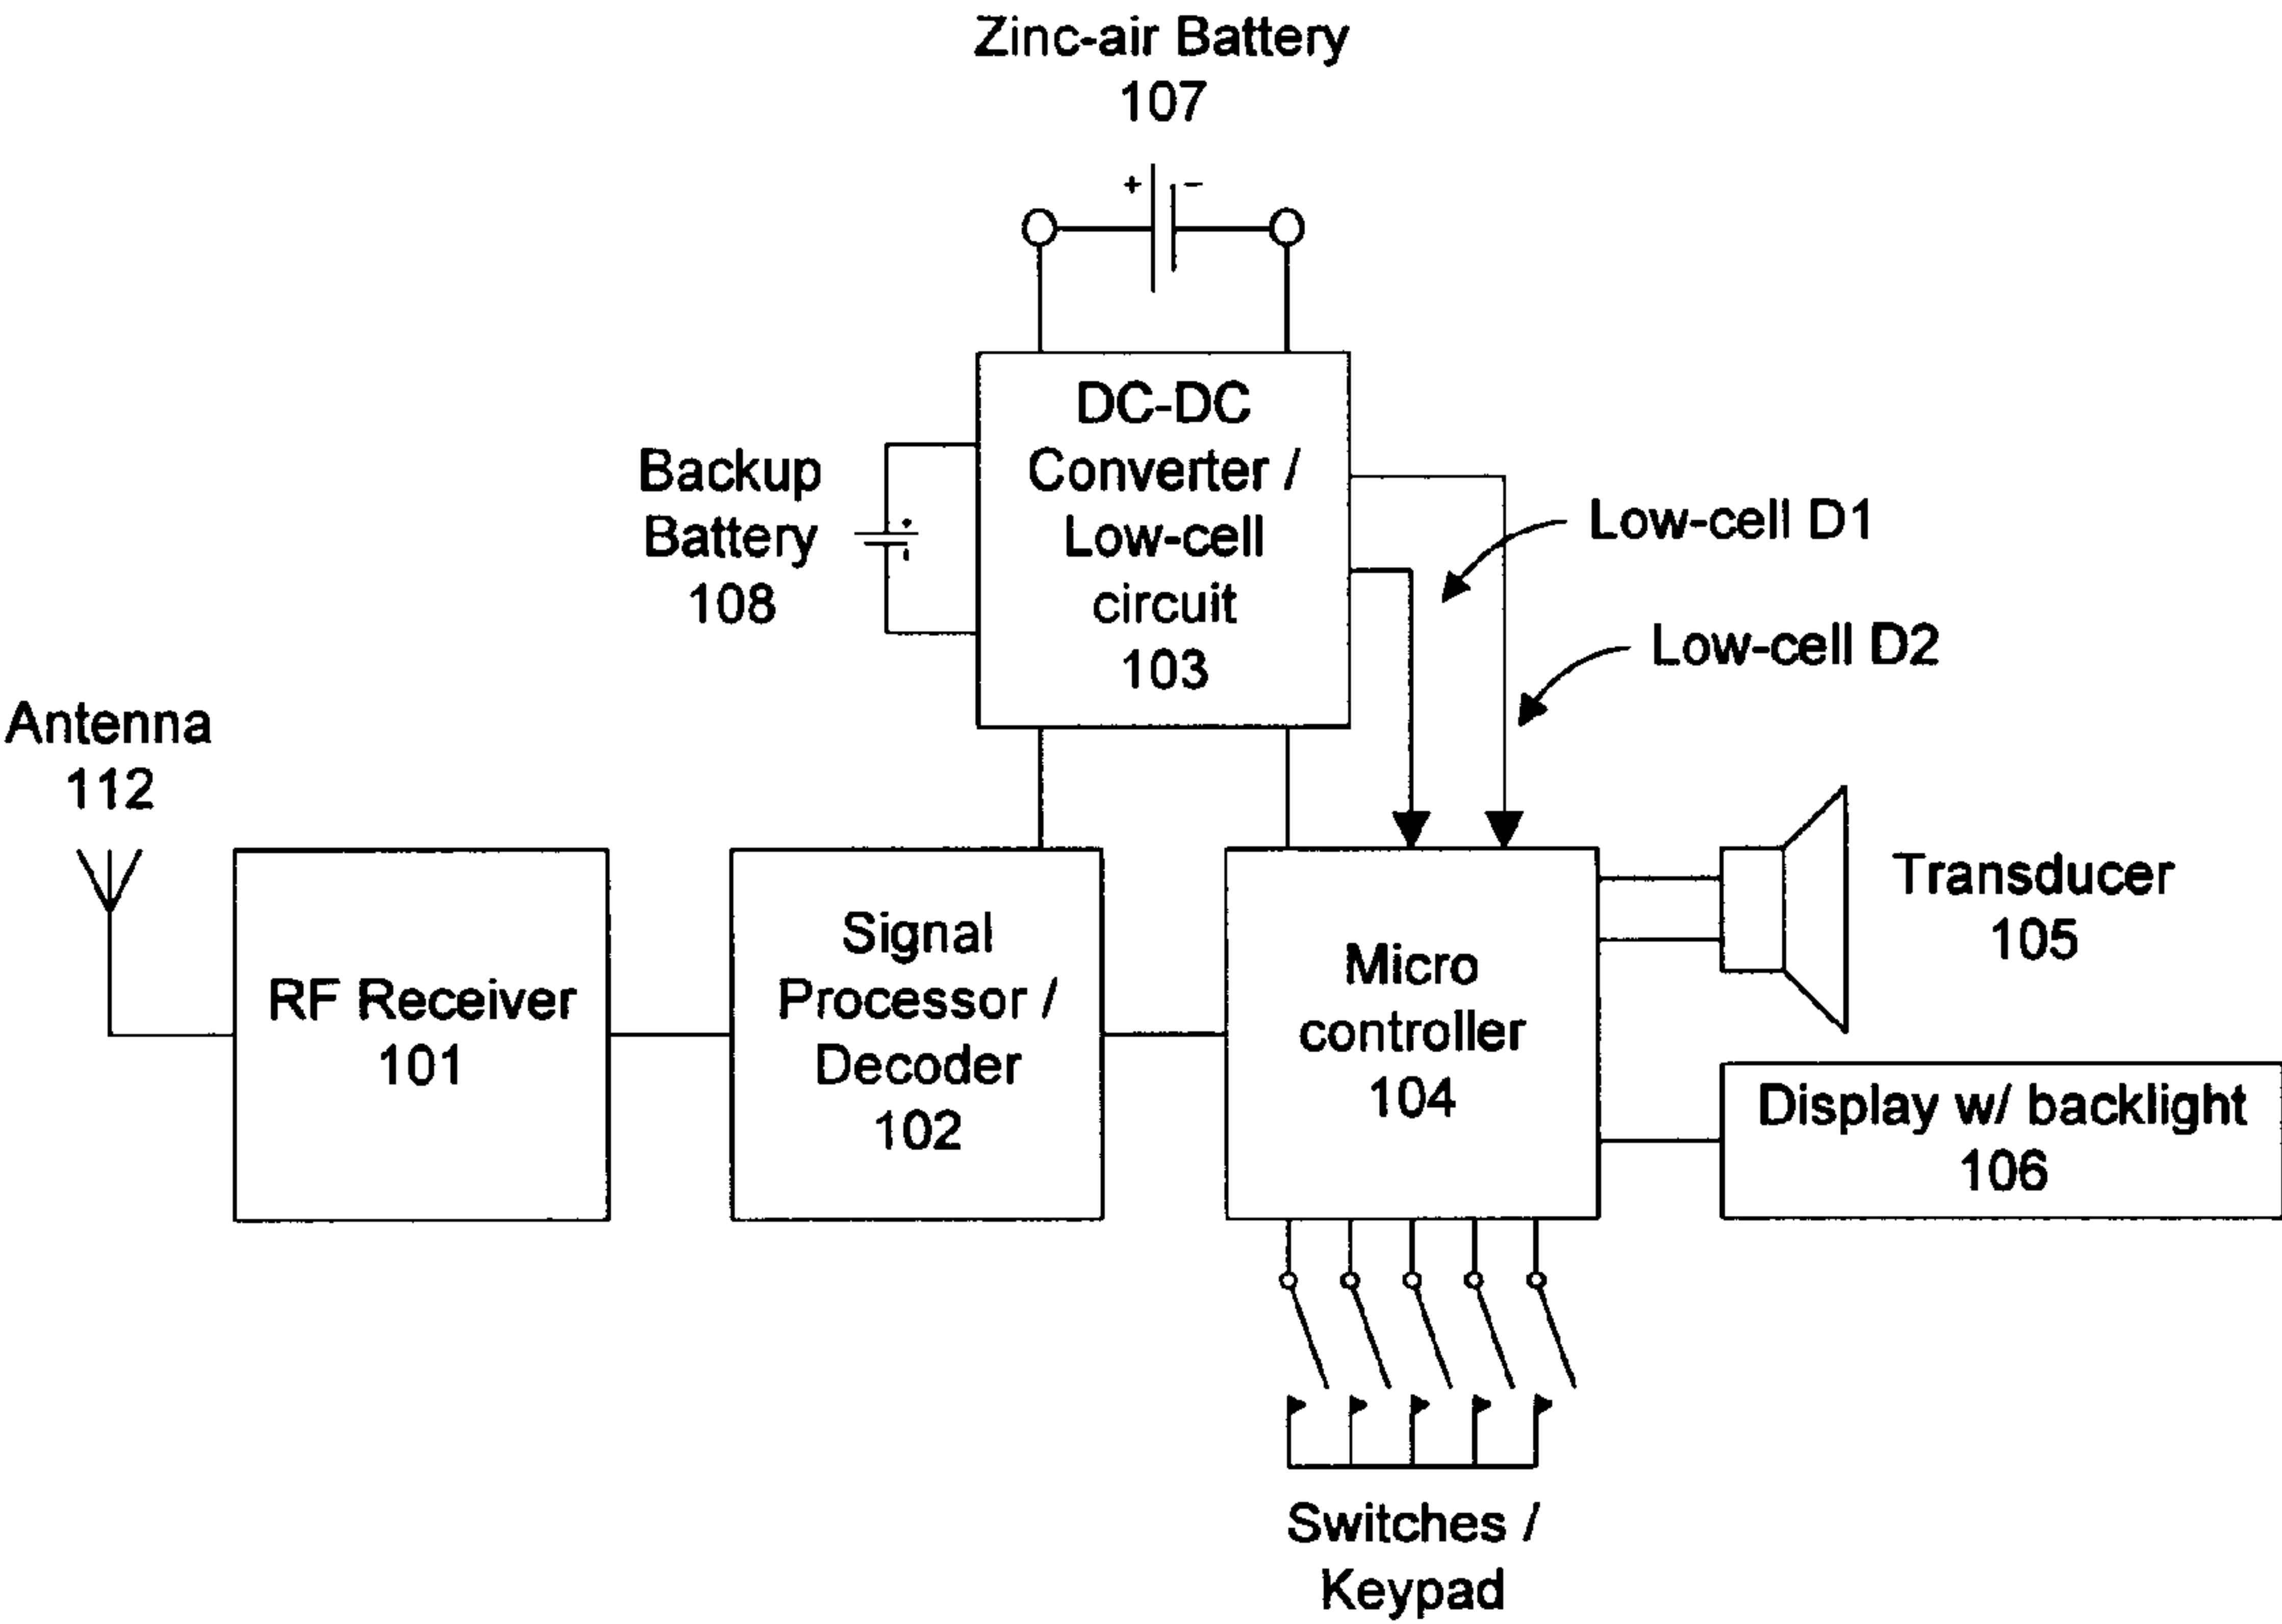 Zinc-air Battery
107
+ -
DC-DC
Converter /
Low-cell
circuit
103
Backup
Battery
108
+
-
Low-cell D1
Low-cell D2
Antenna
112
RF Receiver
101
Signal
Processor /
Decoder
102
Micro
controller
104
Transducer
105
Display w/ backlight
106
Switches /
Keypad